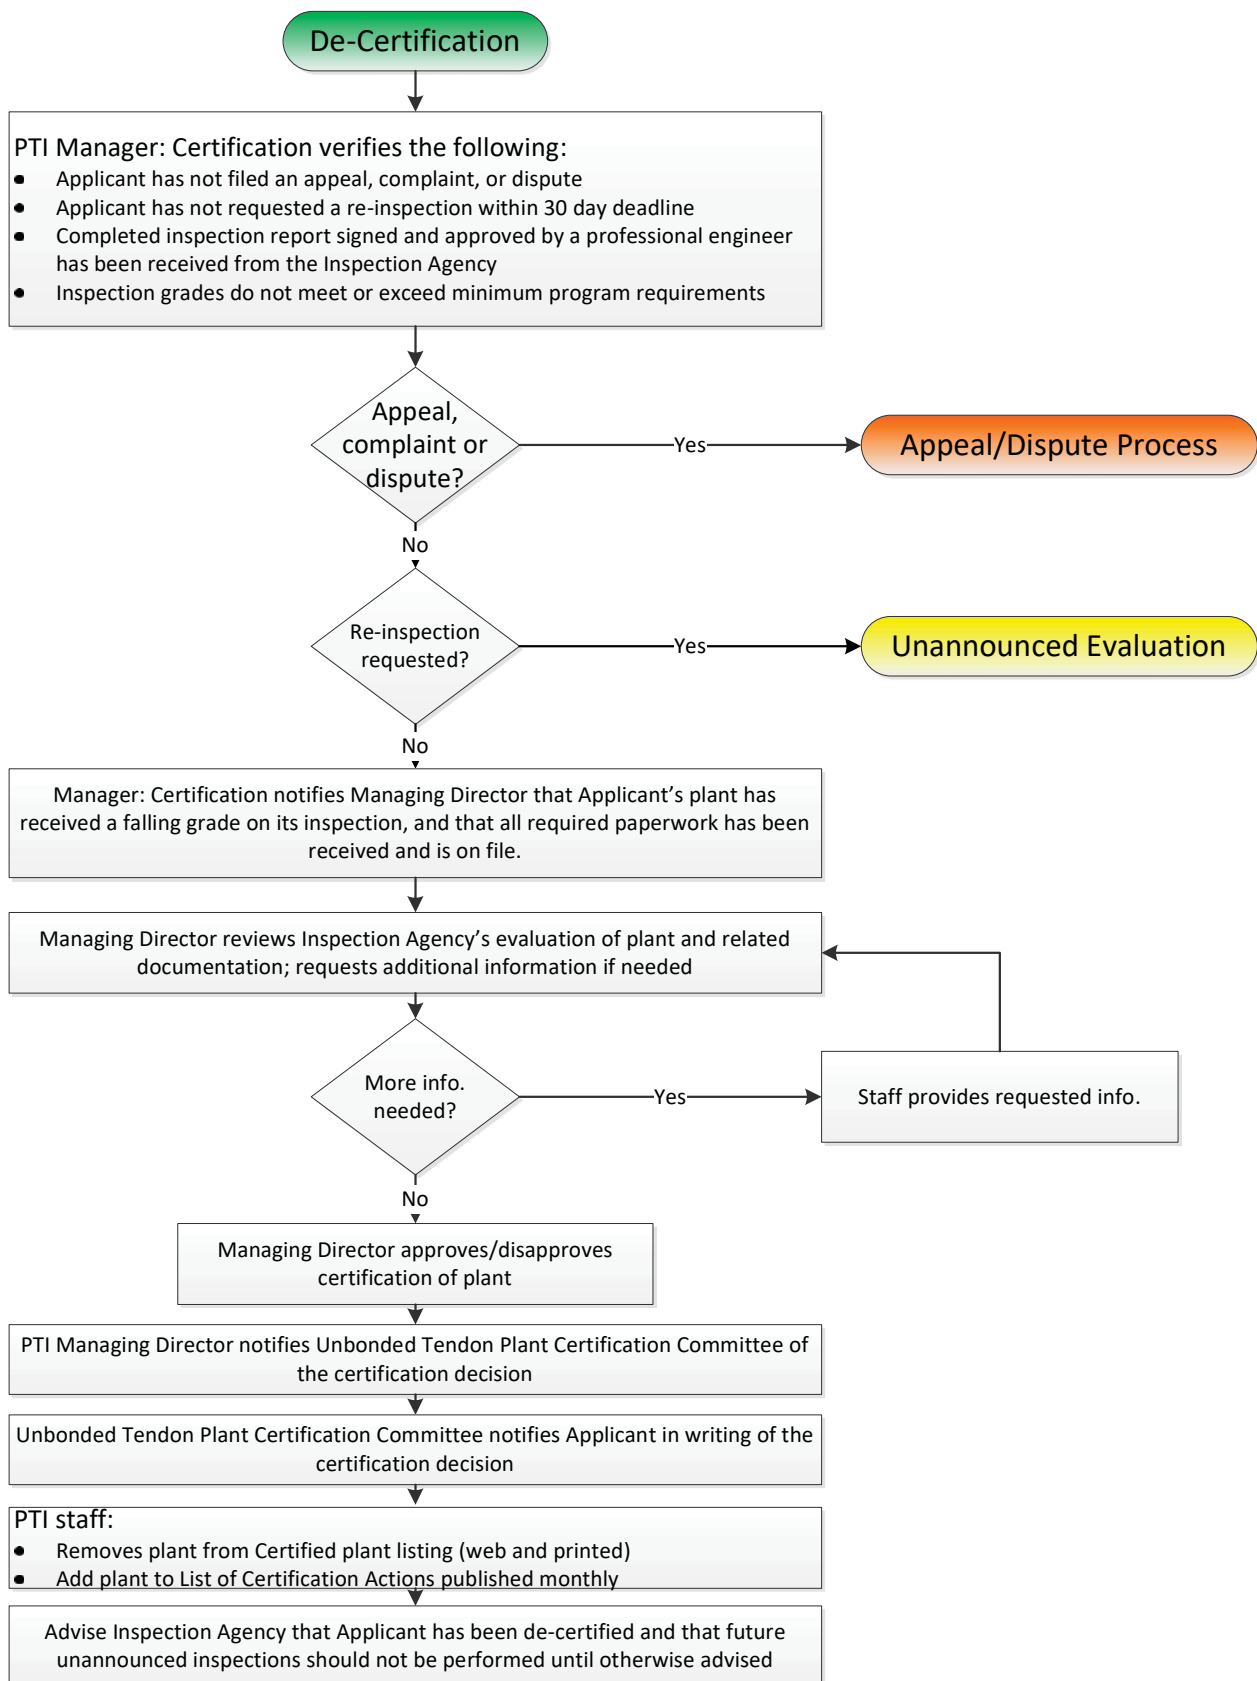 De-Certification
PTI Manager: Certification verifies the following:
• Applicant has not filed an appeal, complaint, or dispute
• Applicant has not requested a re-inspection within 30 day deadline
• Completed inspection report signed and approved by a professional engineer
has been received from the Inspection Agency
• Inspection grades do not meet or exceed minimum program requirements
Appeal,
complaint or
dispute?
Yes
Appeal/Dispute Process
No
Re-inspection
requested?
Yes
Unannounced Evaluation
No
Manager: Certification notifies Managing Director that Applicant’s plant has
received a falling grade on its inspection, and that all required paperwork has been
received and is on file.
Managing Director reviews Inspection Agency’s evaluation of plant and related
documentation; requests additional information if needed
More info.
needed?
Yes
Staff provides requested info.
No
Managing Director approves/disapproves
certification of plant
PTI Managing Director notifies Unbonded Tendon Plant Certification Committee of
the certification decision
Unbonded Tendon Plant Certification Committee notifies Applicant in writing of the
certification decision
PTI staff:
• Removes plant from Certified plant listing (web and printed)
• Add plant to List of Certification Actions published monthly
Advise Inspection Agency that Applicant has been de-certified and that future
unannounced inspections should not be performed until otherwise advised